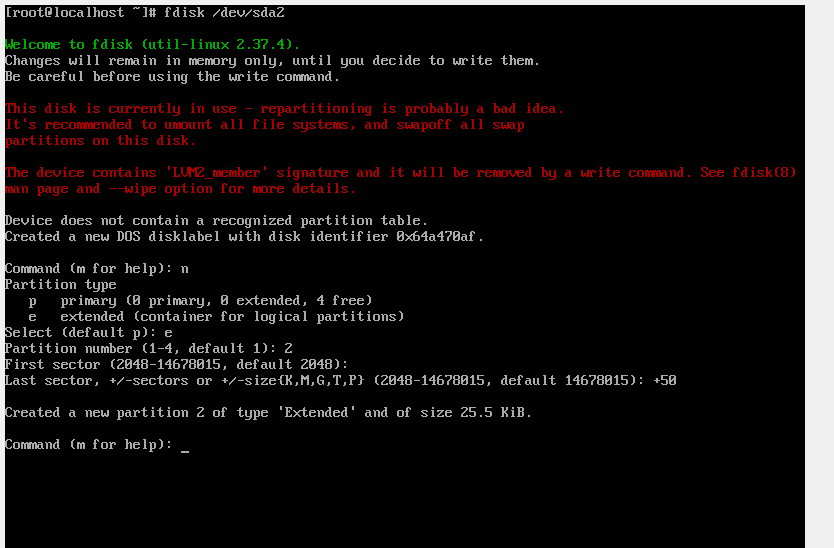 [root@localhost ~]# fdisk /dev/sda2
Welcome to fdisk (util-linux 2.37.4).
Changes will remain in memory only, until you decide to write them.
Be careful before using the write command.
This disk is currently in use - repartitioning is probably a bad idea.
It's recommended to umount all file systems, and swapoff all swap
partitions on this disk.
The device contains 'LVM2_member' signature and it will be removed by a write command. See fdisk(8)
man page and --wipe option for more details.
Device does not contain a recognized partition table.
Created a new DOS disklabel with disk identifier 0x64a470af.
Command (m for help): n
Partition type
   p   primary (0 primary, 0 extended, 4 free)
   e   extended (container for logical partitions)
Select (default p): e
Partition number (1-4, default 1): 2
First sector (2048-14678015, default 2048):
Last sector, +/-sectors or +/-size{K,M,G,T,P} (2048-14678015, default 14678015): +50
Created a new partition 2 of type 'Extended' and of size 25.5 KiB.
Command (m for help): _